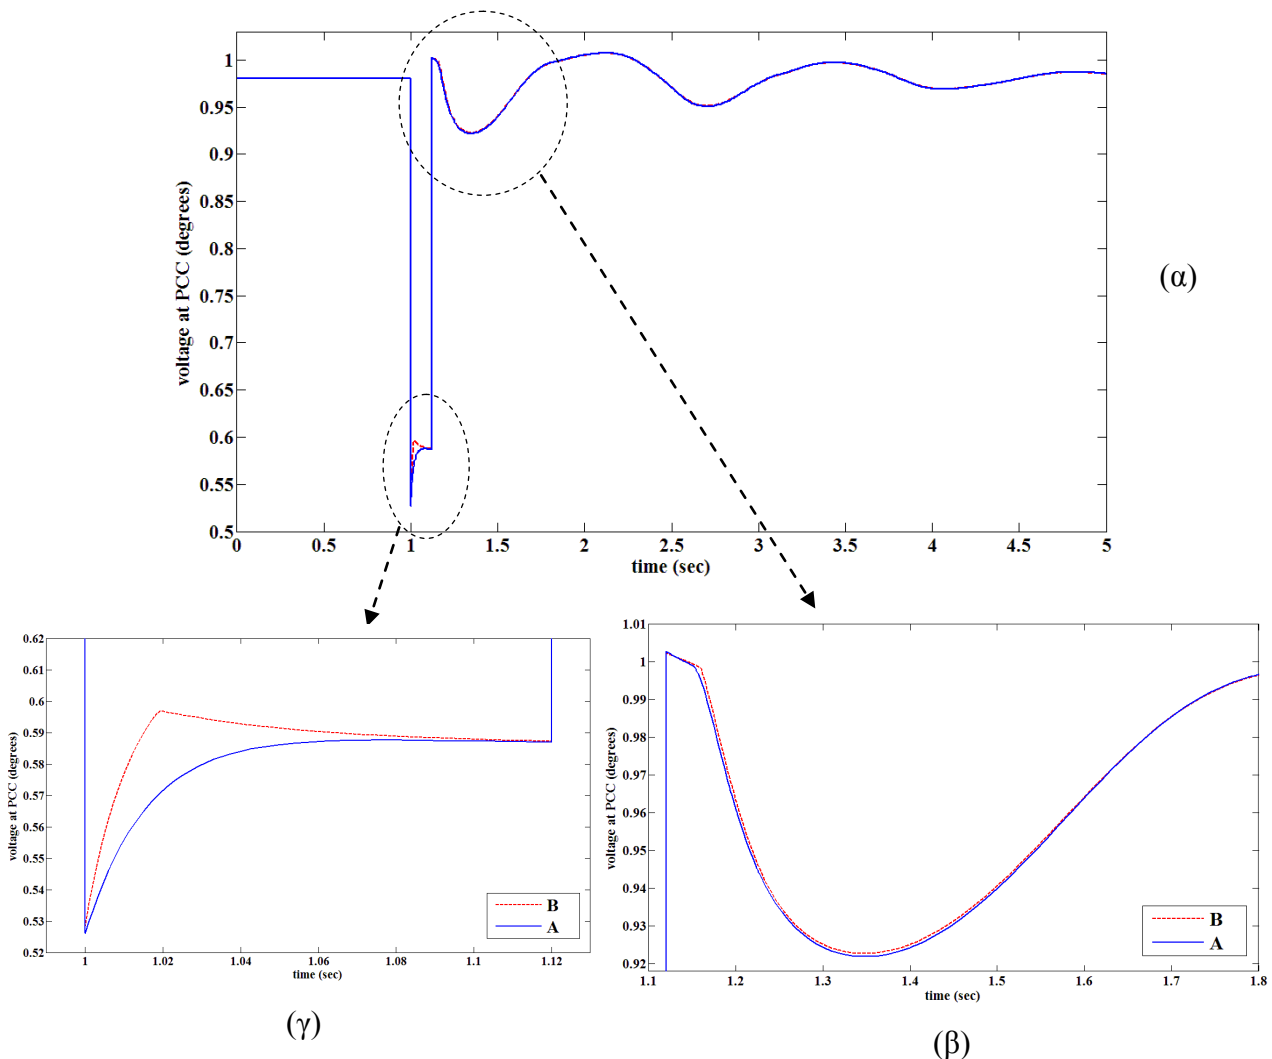 1
0.95
0.9
0.85
0.8
0.75
0.7
0.65
0.6
0.55
0.5
voltage at PCC (degrees)
0 0.5 1 1.5 2 2.5 3 3.5 4 4.5 5
time (sec)
(α)
0.62
0.61
0.6
0.59
0.58
0.57
0.56
0.55
0.54
0.53
0.52
voltage at PCC (degrees)
B
A
1 1.02 1.04 1.06 1.08 1.1 1.12
time (sec)
(γ)
1.01
1
0.99
0.98
0.97
0.96
0.95
0.94
0.93
0.92
voltage at PCC (degrees)
B
A
1.1 1.2 1.3 1.4 1.5 1.6 1.7 1.8
time (sec)
(β)